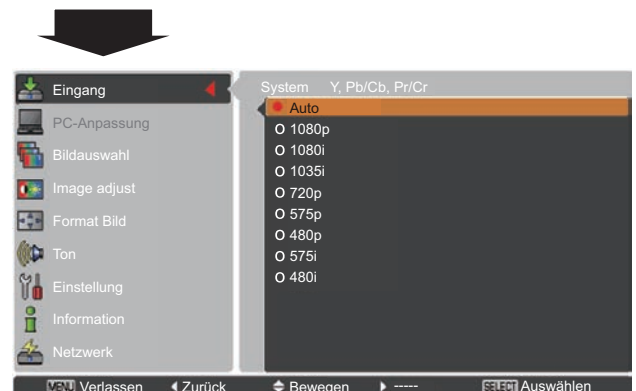 Eingang
PC-Anpassung
Bildauswahl
Image adjust
Format Bild
Ton
Einstellung
Information
Netzwerk
System Y, Pb/Cb, Pr/Cr
Auto
O 1080p
O 1080i
O 1035i
O 720p
O 575p
O 480p
O 575i
O 480i
MENU Verlassen Zurück Bewegen ----- SELECT Auswählen